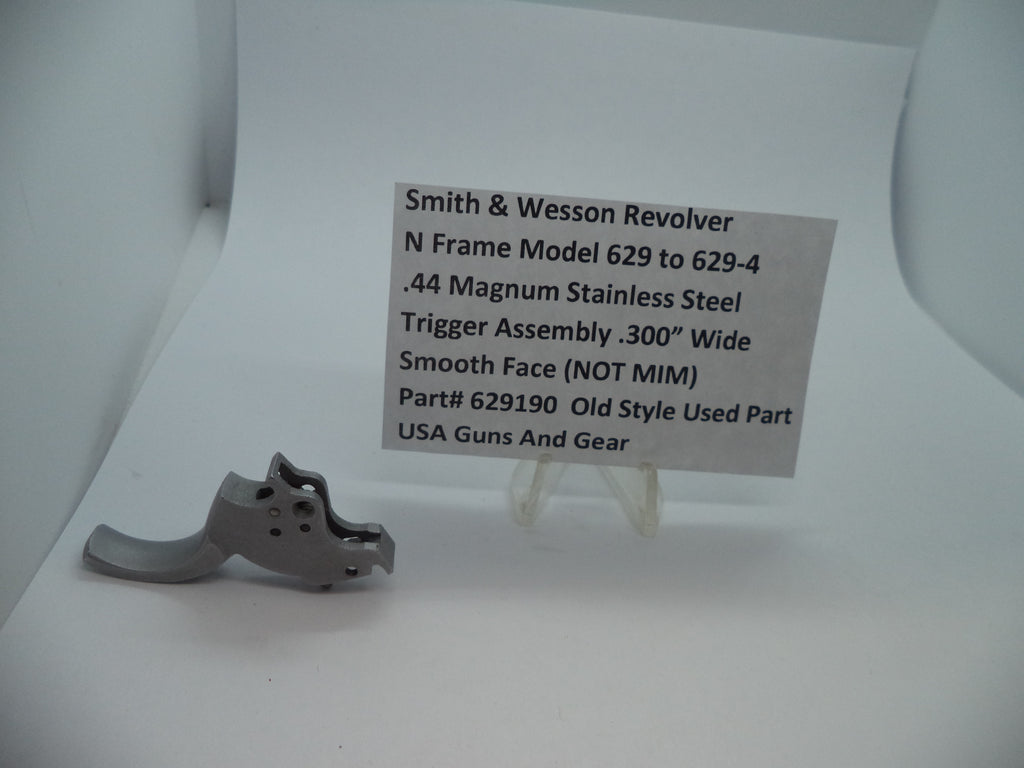 Smith & Wesson Revolver
N Frame Model 629 to 629-4
.44 Magnum Stainless Steel
Trigger Assembly .300” Wide
Smooth Face (NOT MIM)
Part# 629190 Old Style Used Part
USA Guns And Gear